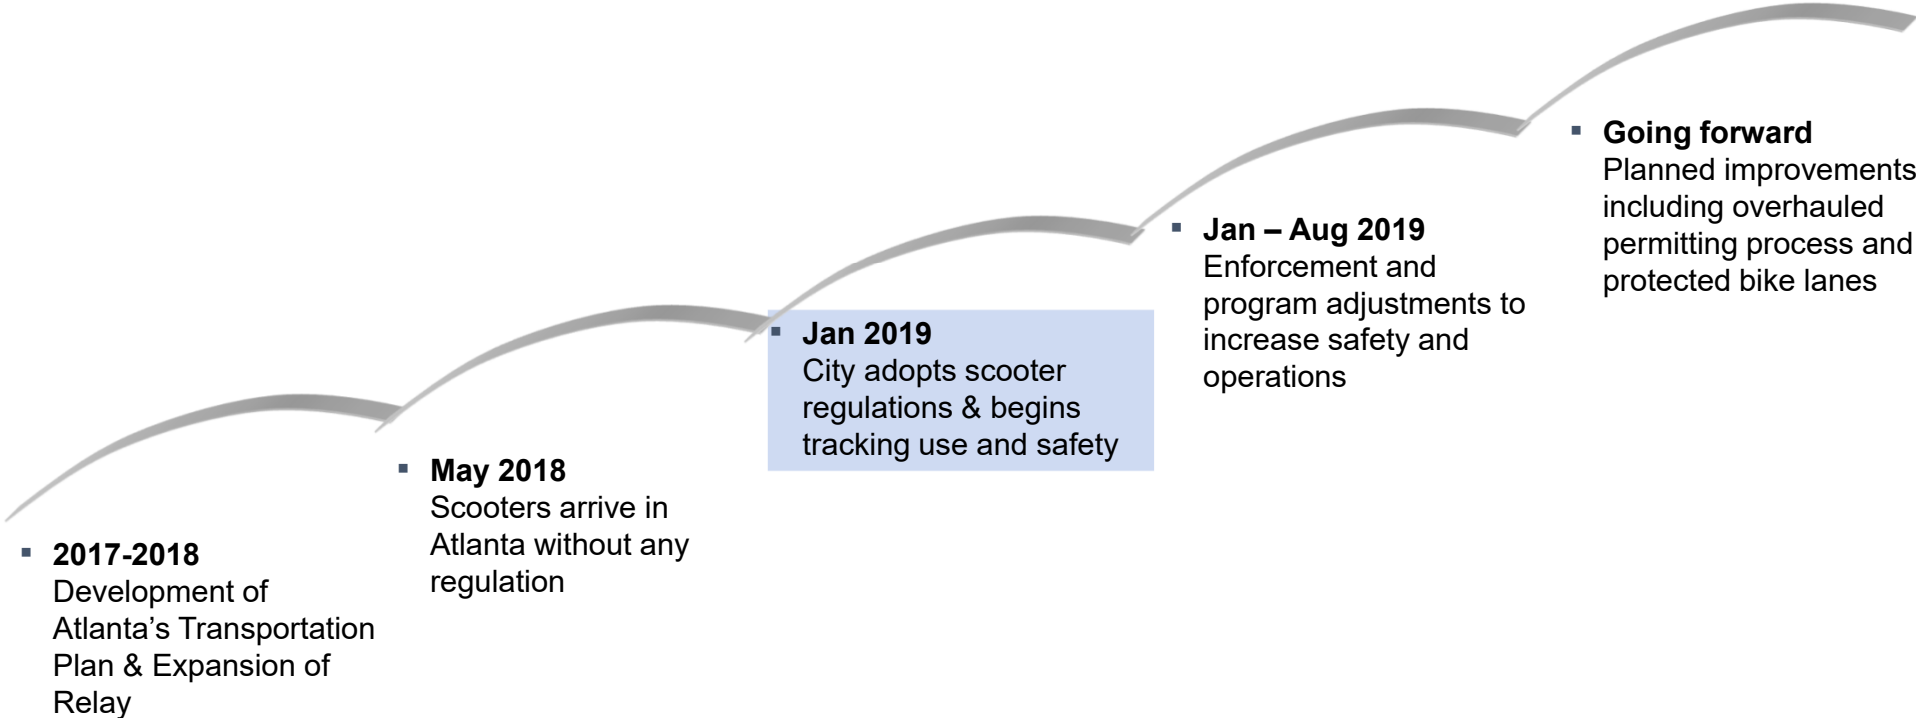 2017-2018
Development of
Atlanta’s Transportation
Plan & Expansion of
Relay
May 2018
Scooters arrive in
Atlanta without any
regulation
Jan 2019
City adopts scooter
regulations & begins
tracking use and safety
Jan – Aug 2019
Enforcement and
program adjustments to
increase safety and
operations
Going forward
Planned improvements
including overhauled
permitting process and
protected bike lanes